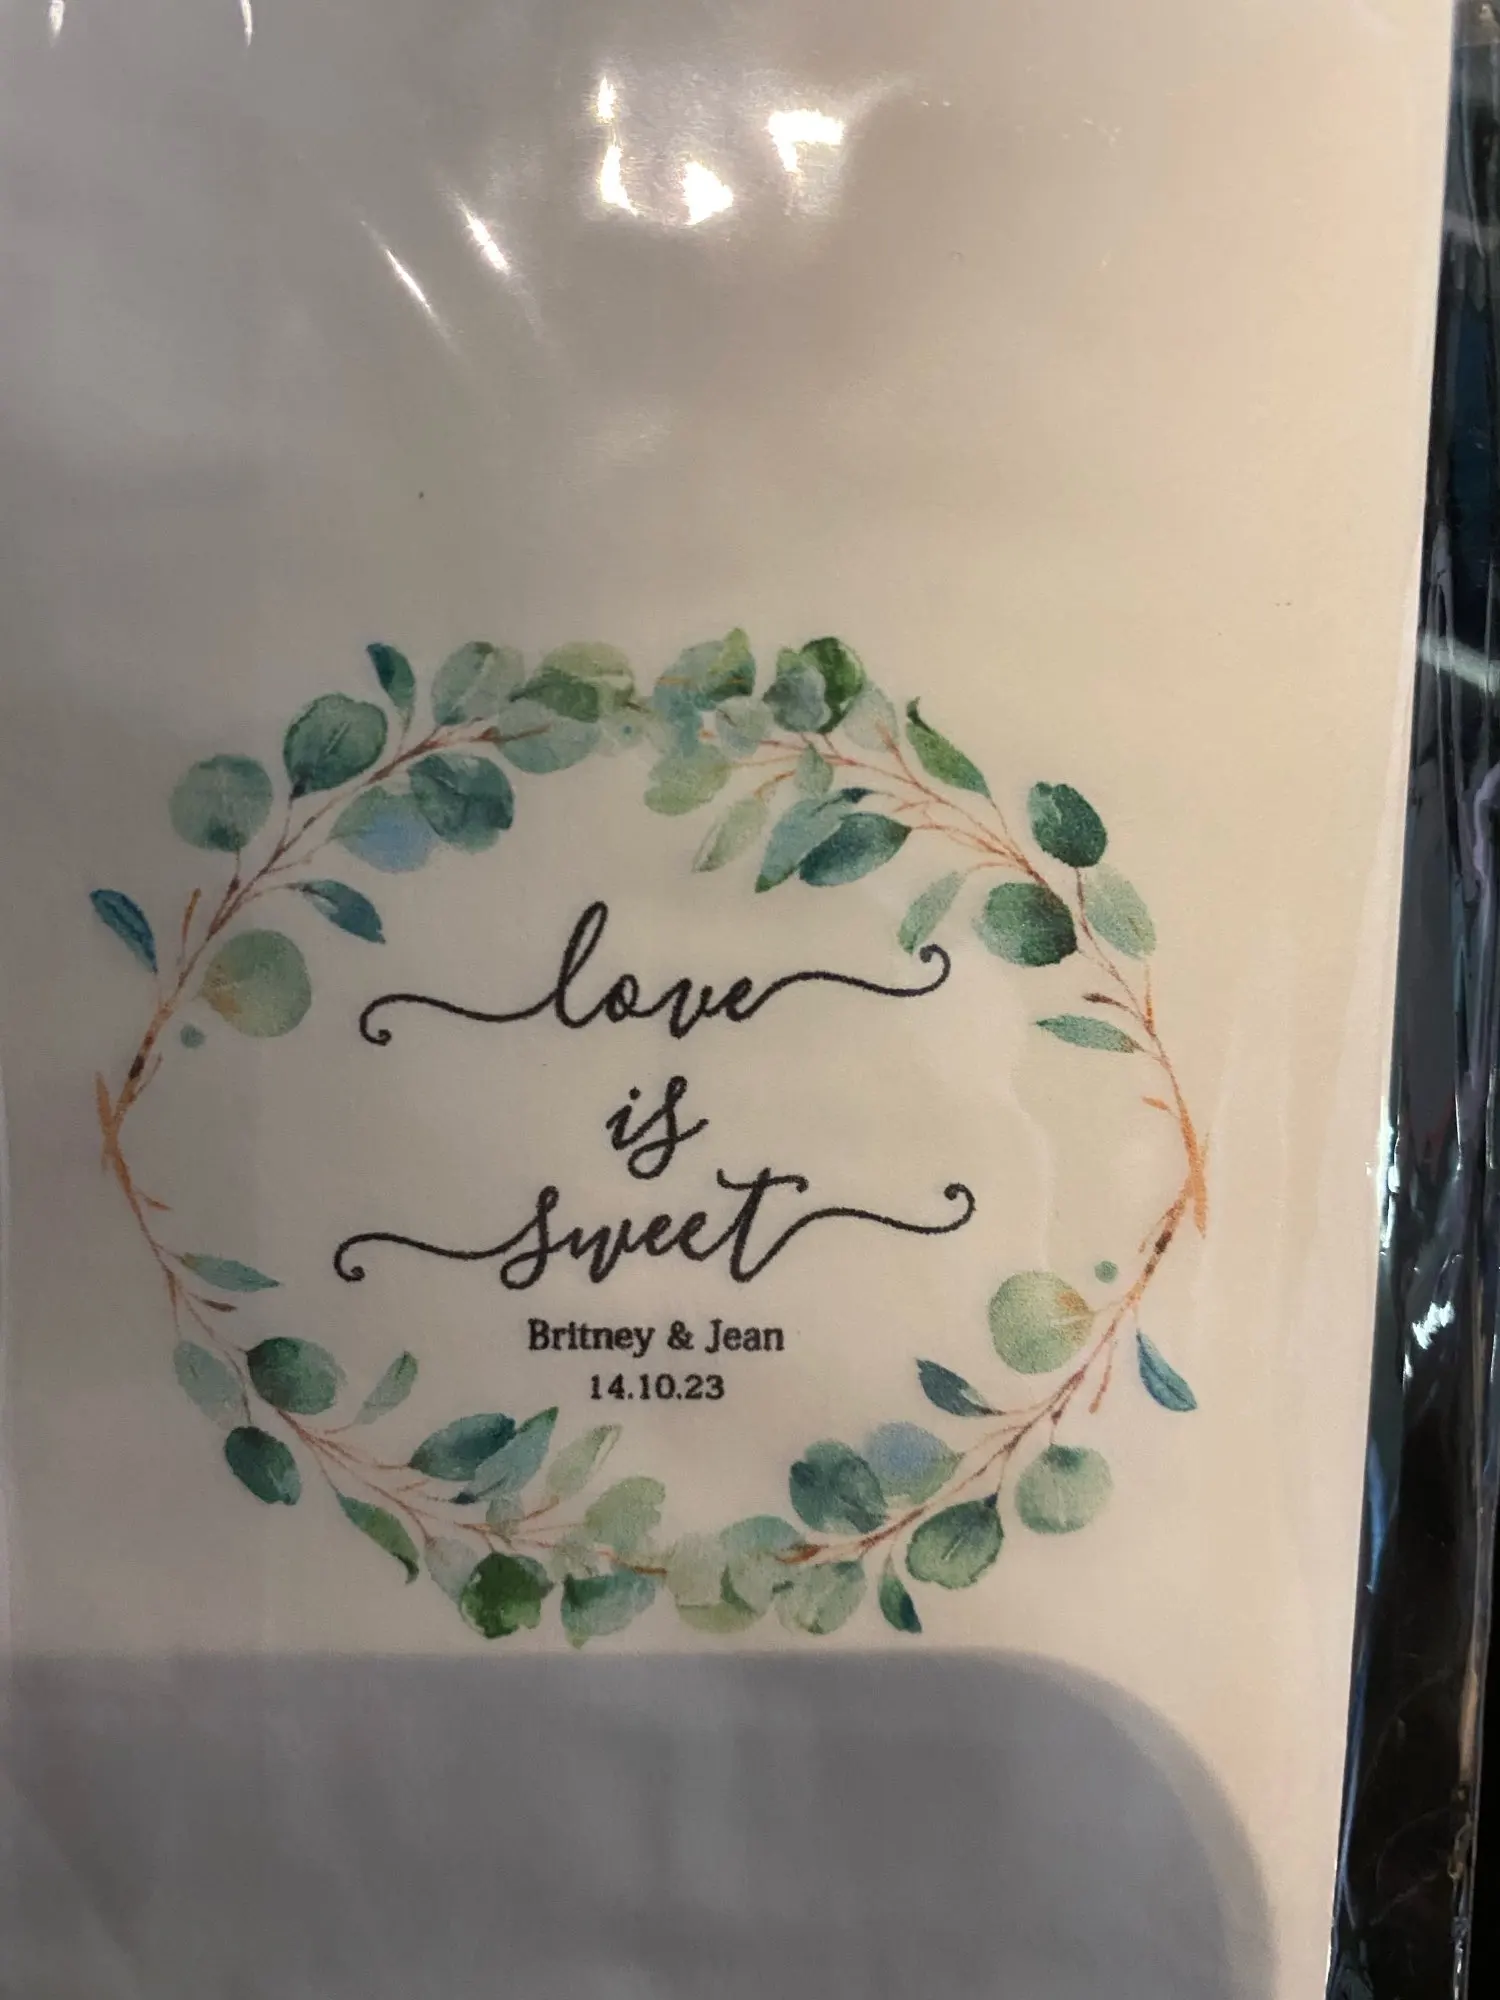 love
is
sweet
Britney & Jean
14.10.23